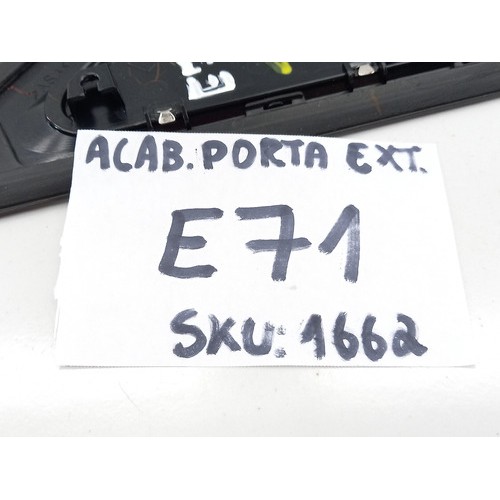 ACAB. PORTA EXT.
E71
SKU: 1662